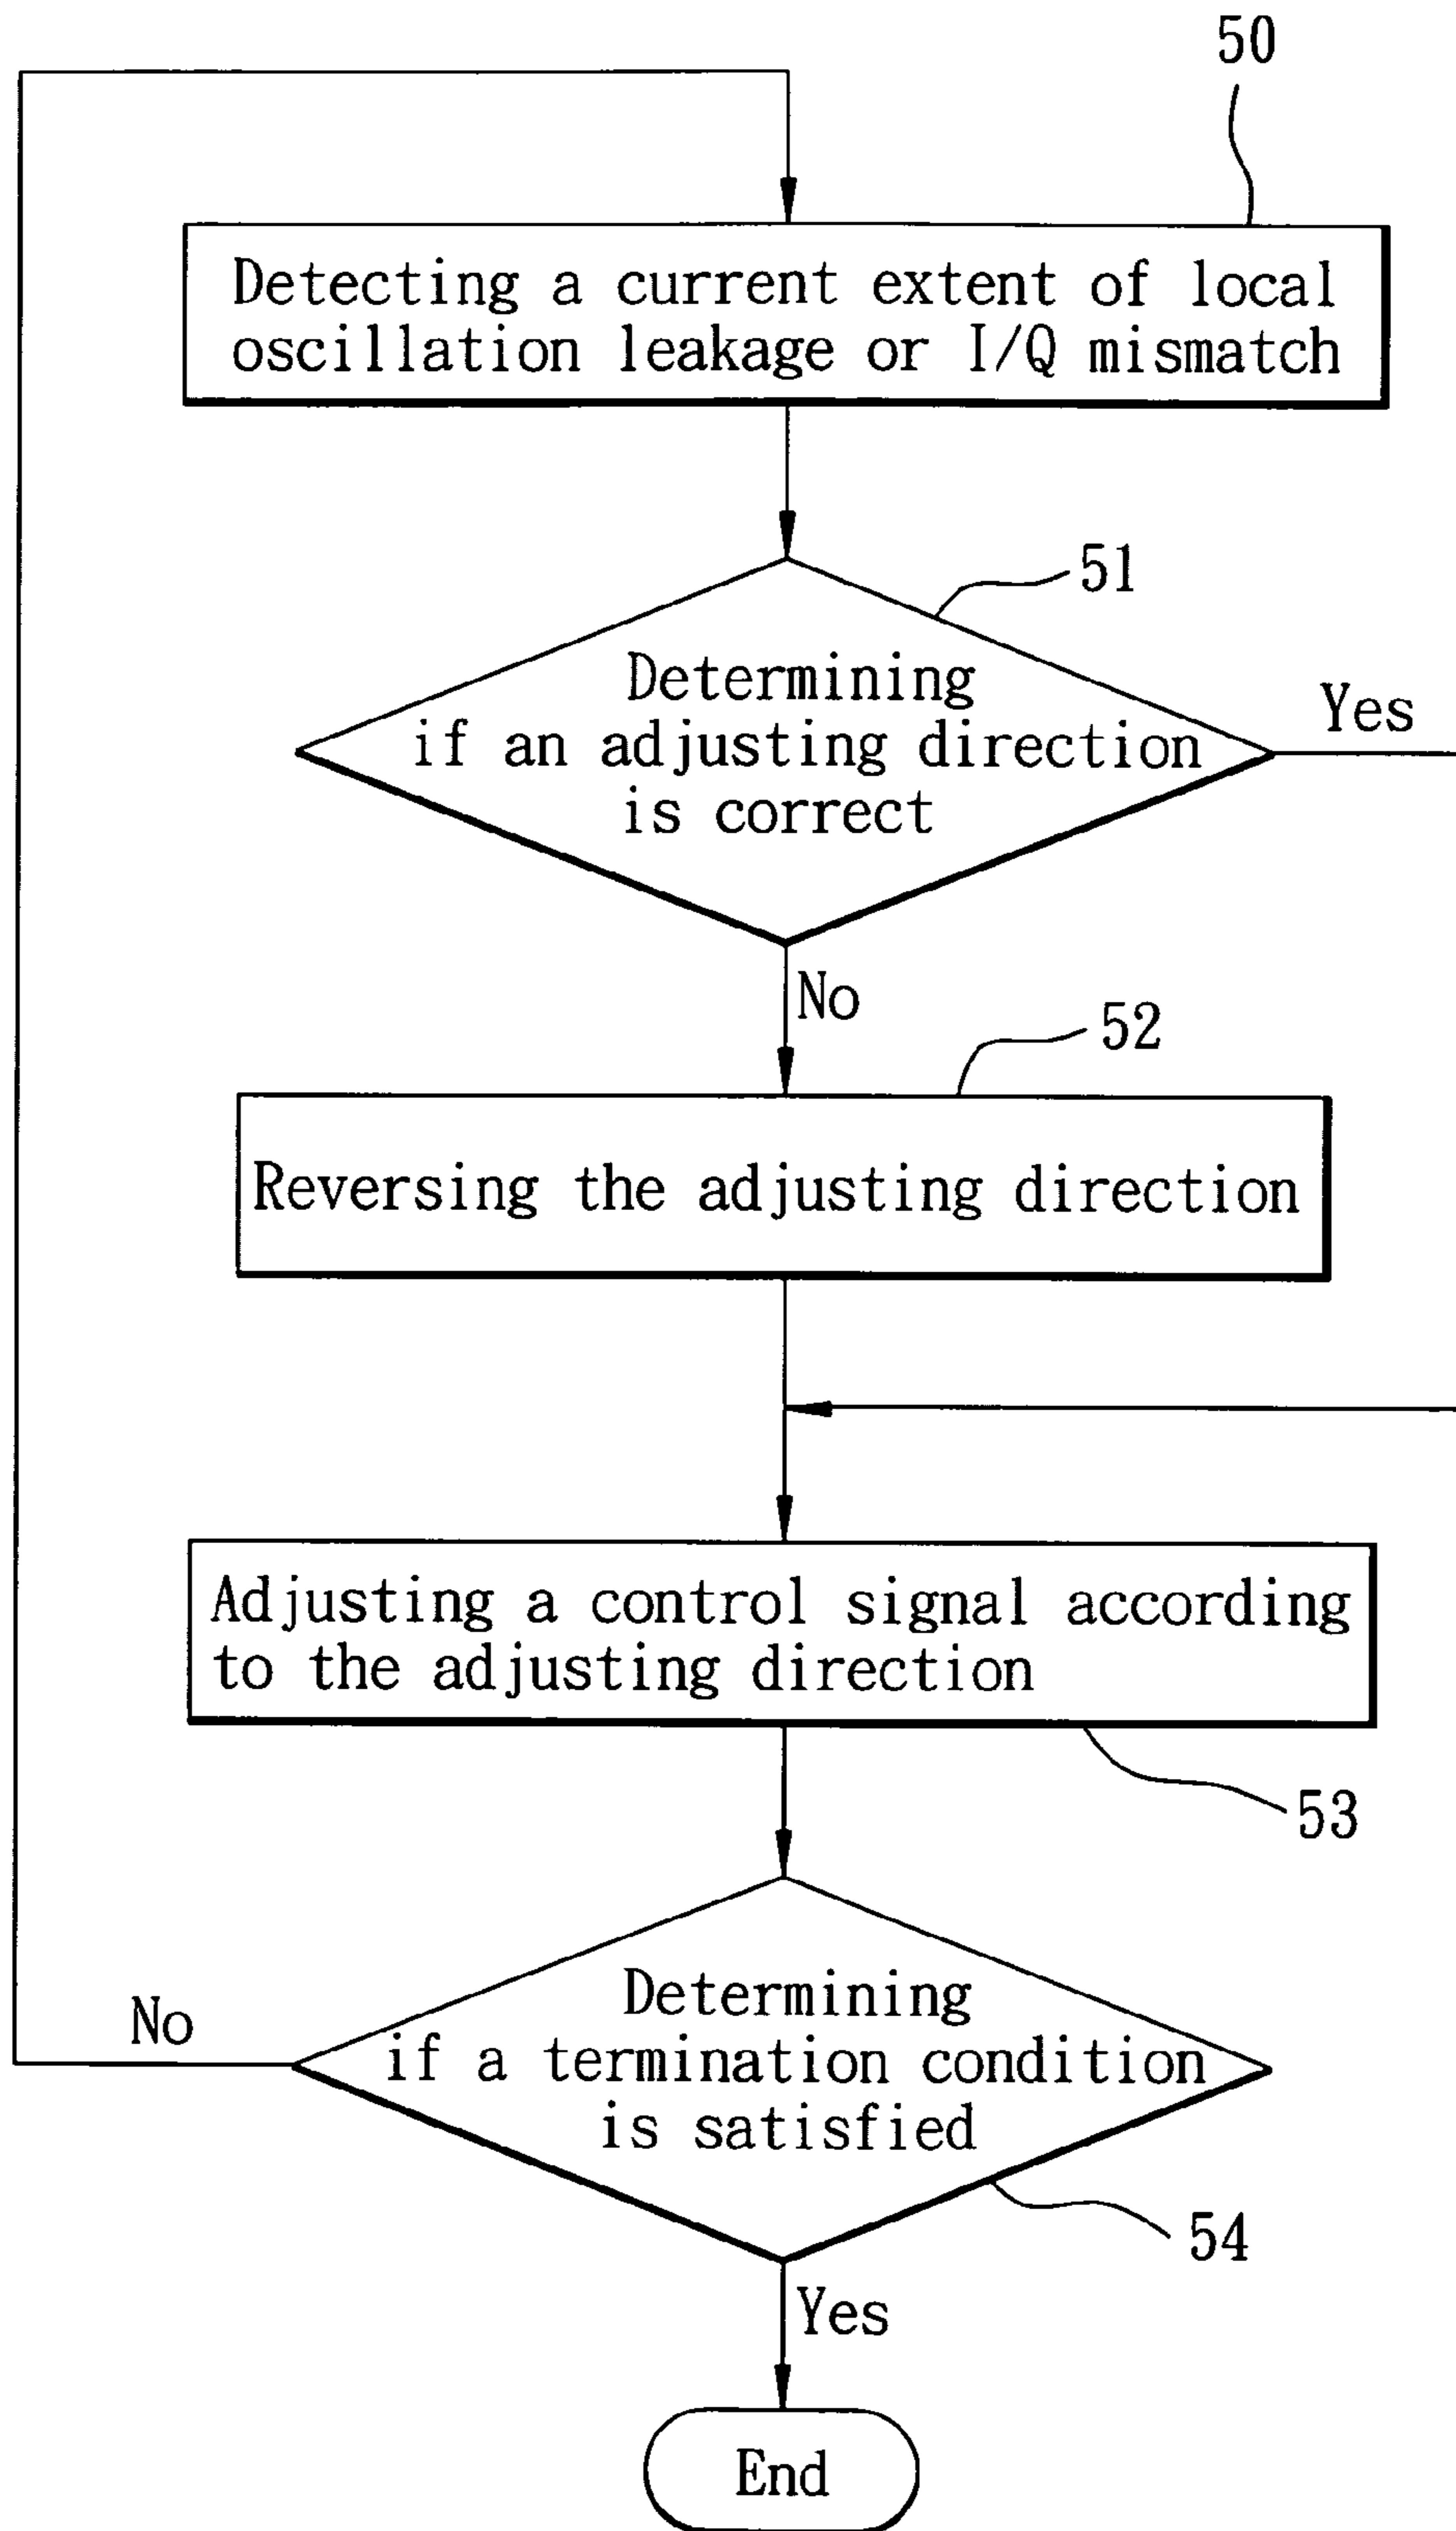 50
Detecting a current extent of local
oscillation leakage or I/Q mismatch
51
Determining
if an adjusting direction
is correct
Yes
No
52
Reversing the adjusting direction
Adjusting a control signal according
to the adjusting direction
53
Determining
if a termination condition
is satisfied
No
54
Yes
End